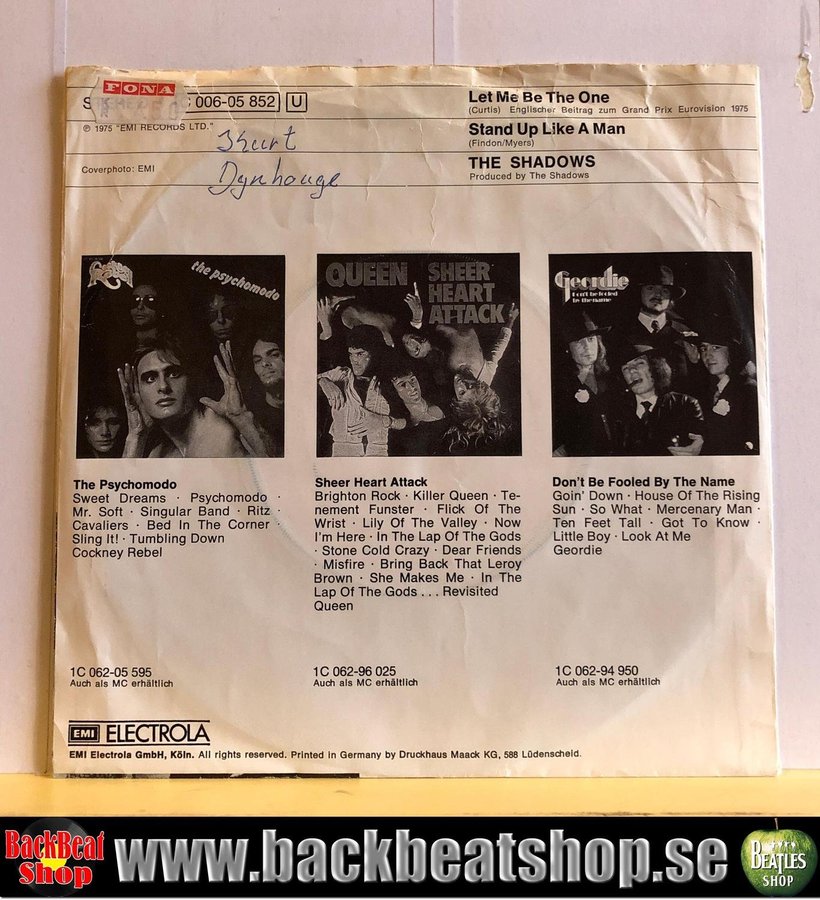 FONA
C 006-05 852 U
℗ 1975 "EMI RECORDS LTD."
Coverphoto: EMI
Let Me Be The One
(Curtis) Englischer Beitrag zum Grand Prix Eurovision 1975
Stand Up Like A Man
(Findon/Myers)
THE SHADOWS
Produced by The Shadows
the psychomodo
QUEEN SHEER
HEART
ATTACK
Geordie
Don't be fooled
by the name
The Psychomodo
Sweet Dreams · Psychomodo ·
Mr. Soft · Singular Band · Ritz
Cavaliers · Bed In The Corner ·
Sling It! · Tumbling Down
Cockney Rebel
1C 062-05 595
Auch als MC erhältlich
Sheer Heart Attack
Brighton Rock · Killer Queen · Te-
nement Funster · Flick Of The
Wrist · Lily Of The Valley · Now
I'm Here · In The Lap Of The Gods
· Stone Cold Crazy · Dear Friends
· Misfire · Bring Back That Leroy
Brown · She Makes Me · In The
Lap Of The Gods . . . Revisited
Queen
1C 062-96 025
Auch als MC erhältlich
Don't Be Fooled By The Name
Goin' Down · House Of The Rising
Sun · So What · Mercenary Man ·
Ten Feet Tall · Got To Know ·
Little Boy · Look At Me
Geordie
1C 062-94 950
Auch als MC erhältlich
EMI ELECTROLA
EMI Electrola GmbH, Köln. All rights reserved. Printed in Germany by Druckhaus Maack KG, 588 Lüdenscheid.
BackBeat
Shop
www.backbeatshop.se
BEATLES
SHOP